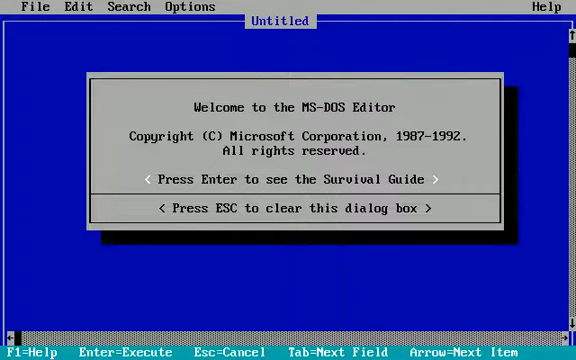 File Edit Search Options Help
Untitled
Welcome to the MS-DOS Editor
Copyright (C) Microsoft Corporation, 1987-1992.
All rights reserved.
< Press Enter to see the Survival Guide >
< Press ESC to clear this dialog box >
F1=Help Enter=Execute Esc=Cancel Tab=Next Field Arrow=Next Item